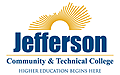 Jefferson
Community & Technical College
HIGHER EDUCATION BEGINS HERE